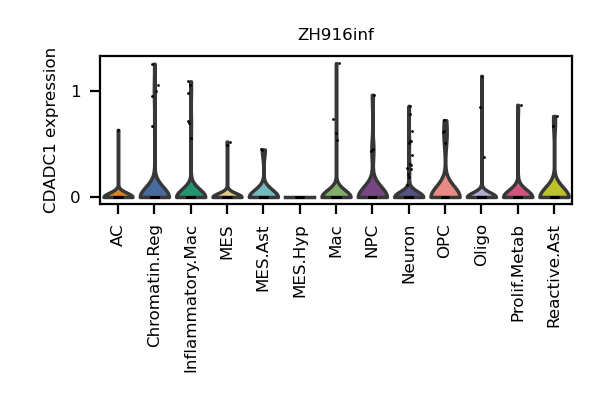 ZH916inf
CDADC1 expression
1
0
AC
Chromatin.Reg
Inflammatory.Mac
MES
MES.Ast
MES.Hyp
Mac
NPC
Neuron
OPC
Oligo
Prolif.Metab
Reactive.Ast